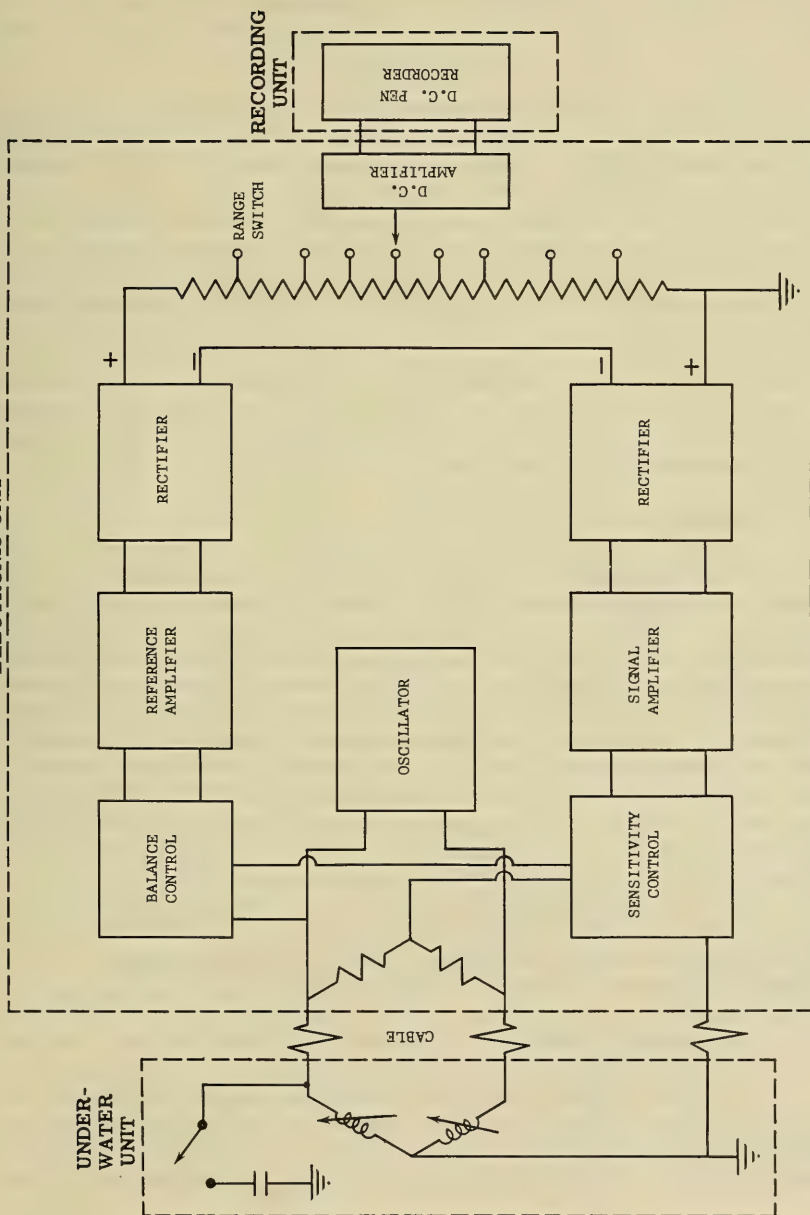 RECORDING
UNIT
D.C. PEN
RECORDER
D.C.
AMPLIFIER
RANGE
SWITCH
+
−
−
+
RECTIFIER
RECTIFIER
REFERENCE
AMPLIFIER
SIGNAL
AMPLIFIER
OSCILLATOR
BALANCE
CONTROL
SENSITIVITY
CONTROL
CABLE
UNDER-
WATER
UNIT